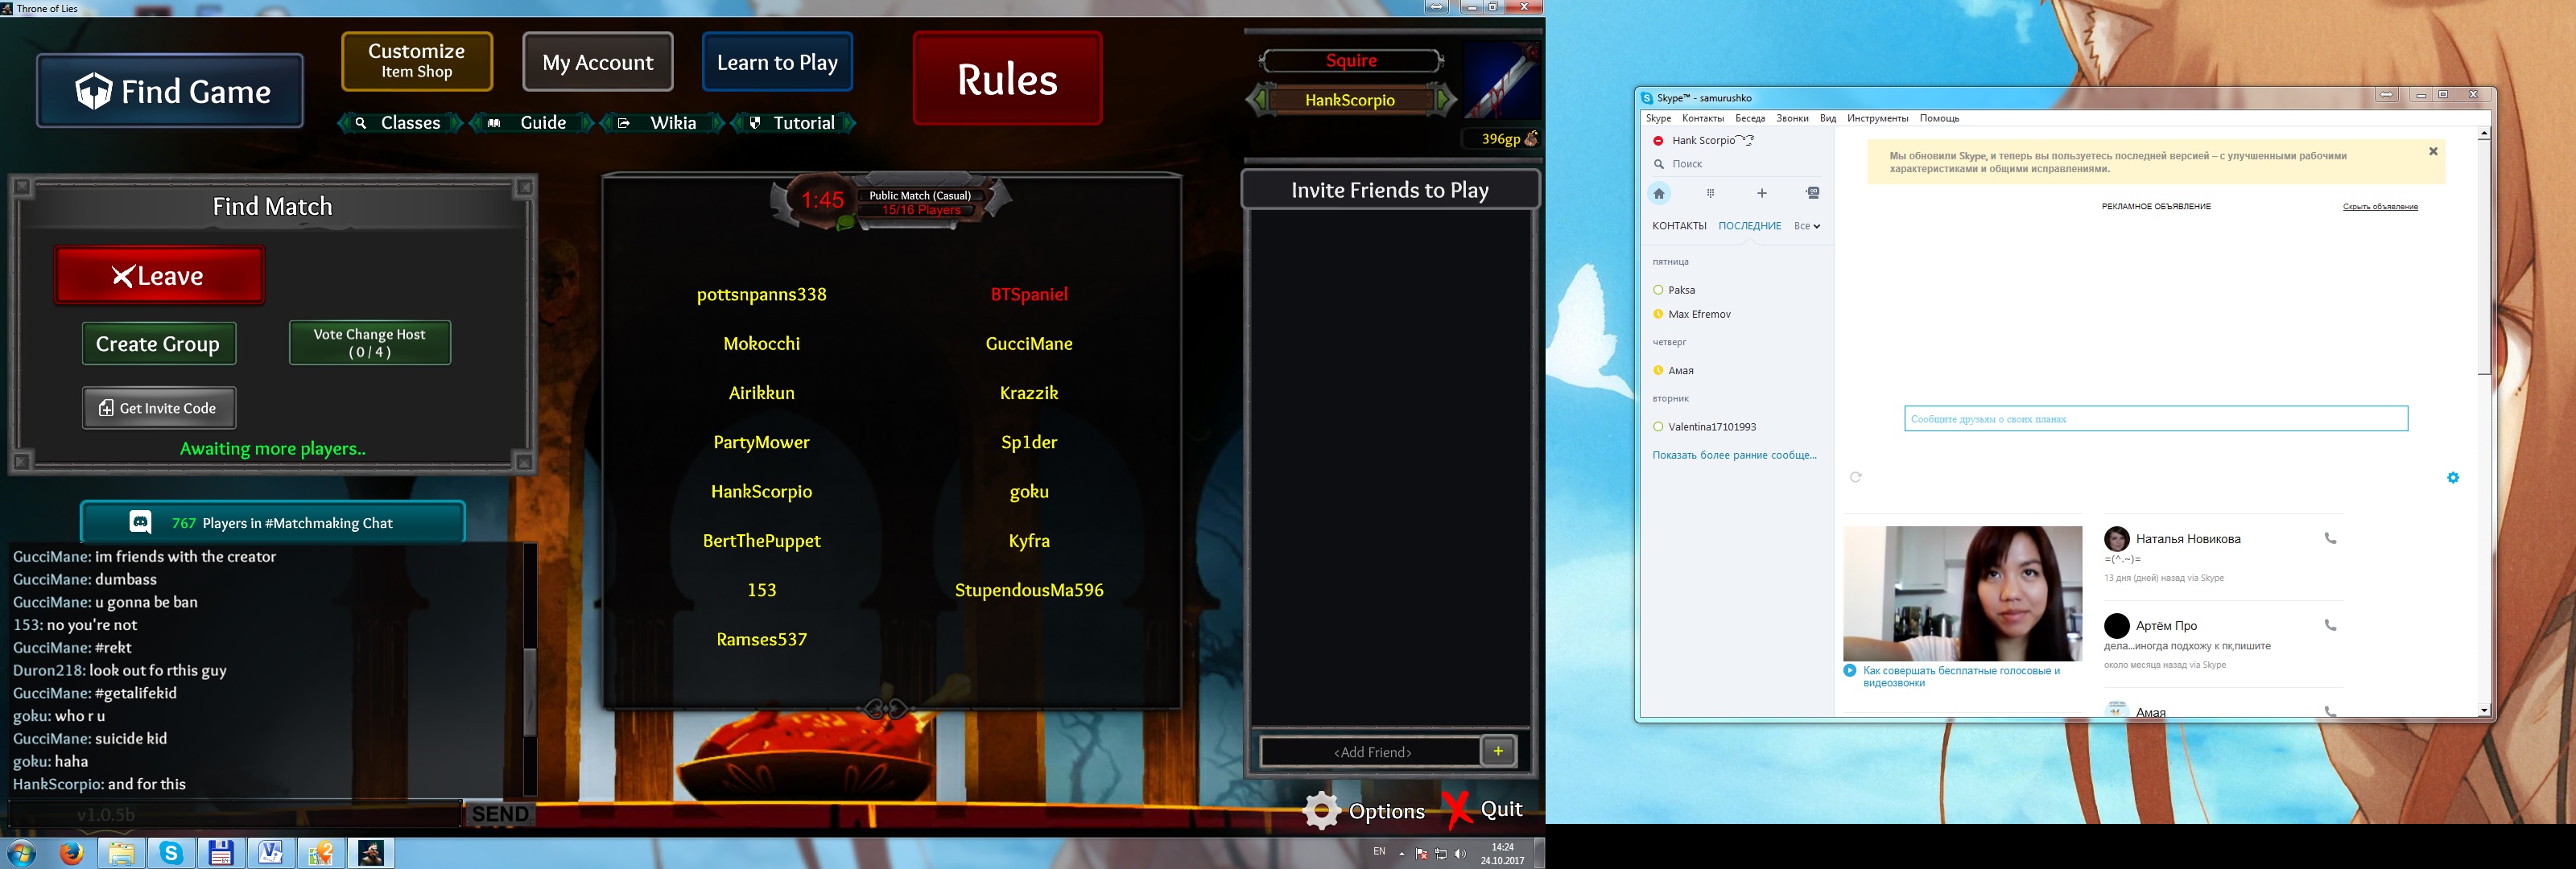 Throne of Lies
Find Game
Customize
Item Shop
My Account
Learn to Play
Rules
Classes
Guide
Wikia
Tutorial
Squire
HankScorpio
396gp
Find Match
Leave
Create Group
Vote Change Host
( 0 / 4 )
Get Invite Code
Awaiting more players..
1:45
Public Match (Casual)
15/16 Players
pottsnpanns338
BTSpaniel
Mokocchi
GucciMane
Airikkun
Krazzik
PartyMower
Sp1der
HankScorpio
goku
BertThePuppet
Kyfra
153
StupendousMa596
Ramses537
Invite Friends to Play
<Add Friend>
+
Options
Quit
767 Players in #Matchmaking Chat
GucciMane: im friends with the creator
GucciMane: dumbass
GucciMane: u gonna be ban
153: no you're not
GucciMane: #rekt
Duron218: look out fo rthis guy
GucciMane: #getalifekid
goku: who r u
GucciMane: suicide kid
goku: haha
HankScorpio: and for this
v1.0.5b
SEND
EN
14:24
24.10.2017
Skype™ - samurushko
Skype Контакты Беседа Звонки Вид Инструменты Помощь
Hank Scorpio
Поиск
КОНТАКТЫ ПОСЛЕДНИЕ Все
пятница
Paksa
Max Efremov
четверг
Амая
вторник
Valentina17101993
Показать более ранние сообще...
Мы обновили Skype, и теперь вы пользуетесь последней версией – с улучшенными рабочими
характеристиками и общими исправлениями.
РЕКЛАМНОЕ ОБЪЯВЛЕНИЕ
Скрыть объявление
Сообщите друзьям о своих планах
Как совершать бесплатные голосовые и
видеозвонки
Наталья Новикова
=(^.~)=
13 дня (дней) назад via Skype
Артём Про
дела...иногда подхожу к пк,пишите
около месяца назад via Skype
Амая